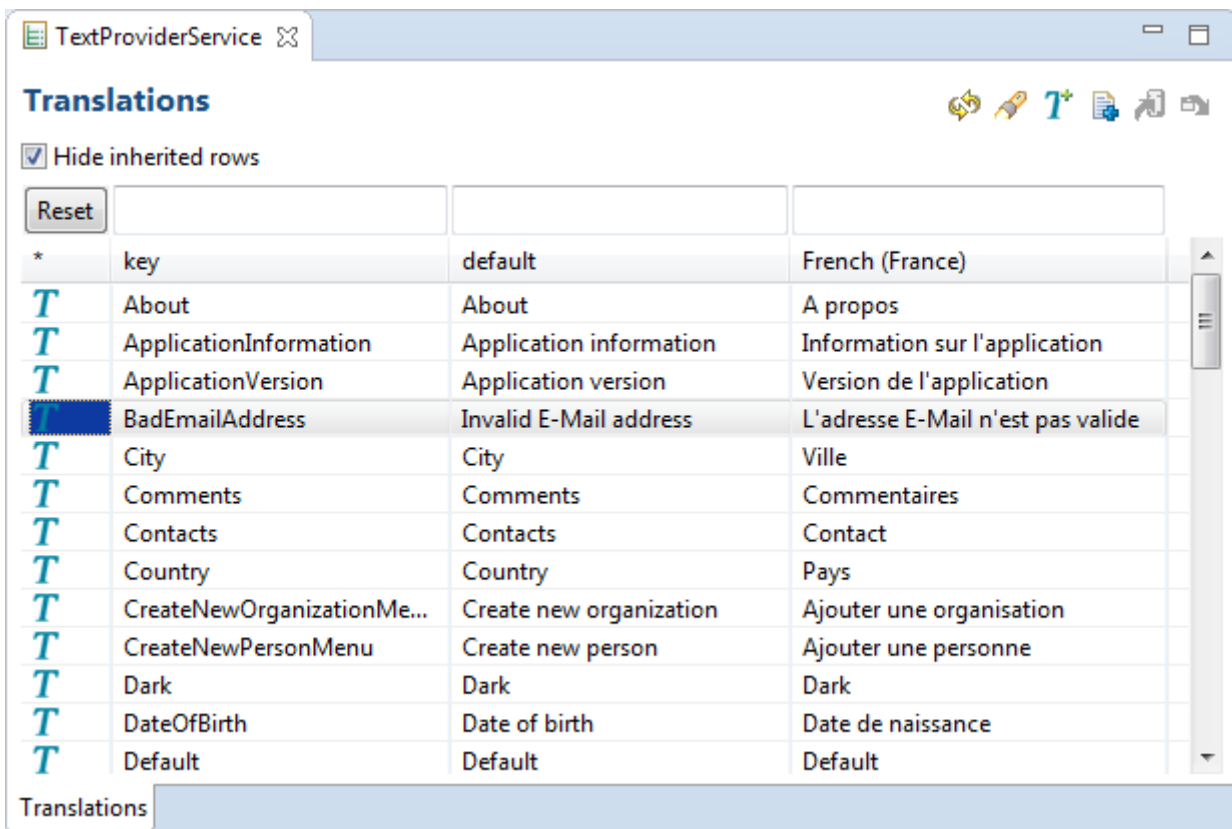 TextProviderService
Translations
Hide inherited rows
Reset
* key default French (France)
T About About A propos
T ApplicationInformation Application information Information sur l'application
T ApplicationVersion Application version Version de l'application
T BadEmailAddress Invalid E-Mail address L'adresse E-Mail n'est pas valide
T City City Ville
T Comments Comments Commentaires
T Contacts Contacts Contact
T Country Country Pays
T CreateNewOrganizationMe... Create new organization Ajouter une organisation
T CreateNewPersonMenu Create new person Ajouter une personne
T Dark Dark Dark
T DateOfBirth Date of birth Date de naissance
T Default Default Default
Translations